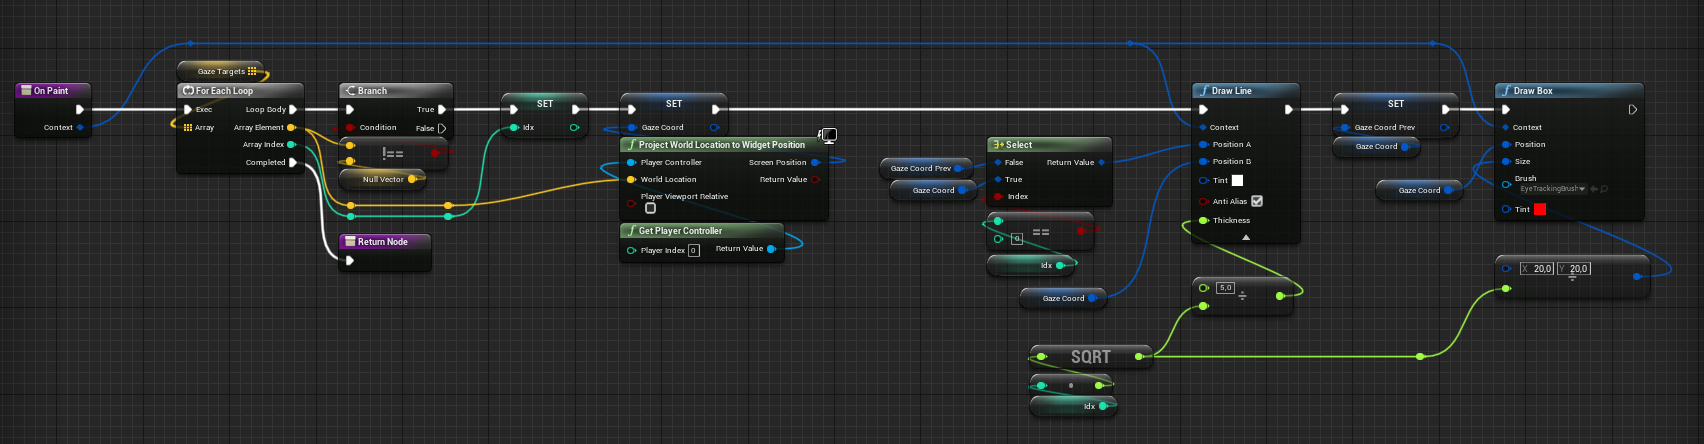 On Paint
Context
Gaze Targets
For Each Loop
Exec
Loop Body
Array
Array Element
Array Index
Completed
Branch
True
Condition
False
!==
Null Vector
Return Node
SET
Idx
SET
Gaze Coord
Project World Location to Widget Position
Player Controller
Screen Position
World Location
Return Value
Player Viewport Relative
Get Player Controller
Player Index 0
Return Value
Gaze Coord Prev
Gaze Coord
Select
False
Return Value
True
Index
0
==
Idx
Gaze Coord
SQRT
Idx
Draw Line
Context
Position A
Position B
Tint
Anti Alias
Thickness
5,0
÷
SET
Gaze Coord Prev
Gaze Coord
Gaze Coord
Draw Box
Context
Position
Size
Brush
EyeTrackingBrush
Tint
X 20,0 Y 20,0
÷